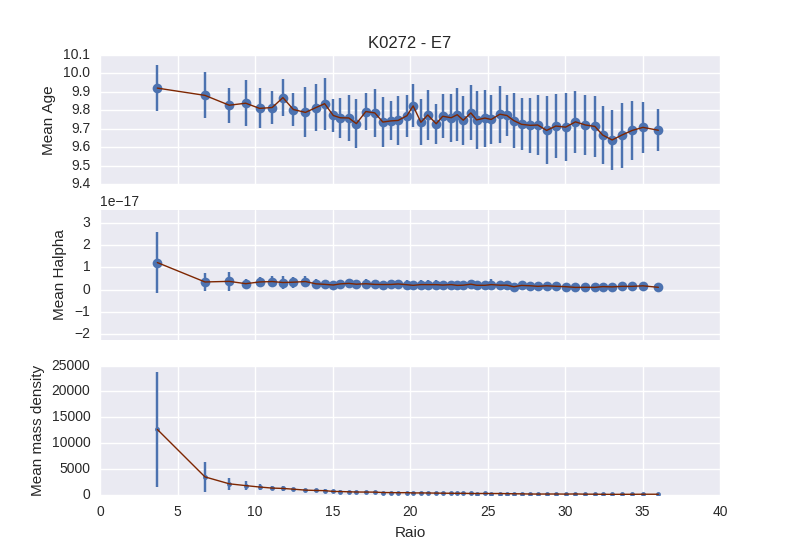 K0272 - E7
10.1
10.0
9.9
9.8
9.7
9.6
9.5
9.4
Mean Age
1e−17
3
2
1
0
−1
−2
Mean Halpha
25000
20000
15000
10000
5000
0
Mean mass density
0 5 10 15 20 25 30 35 40
Raio